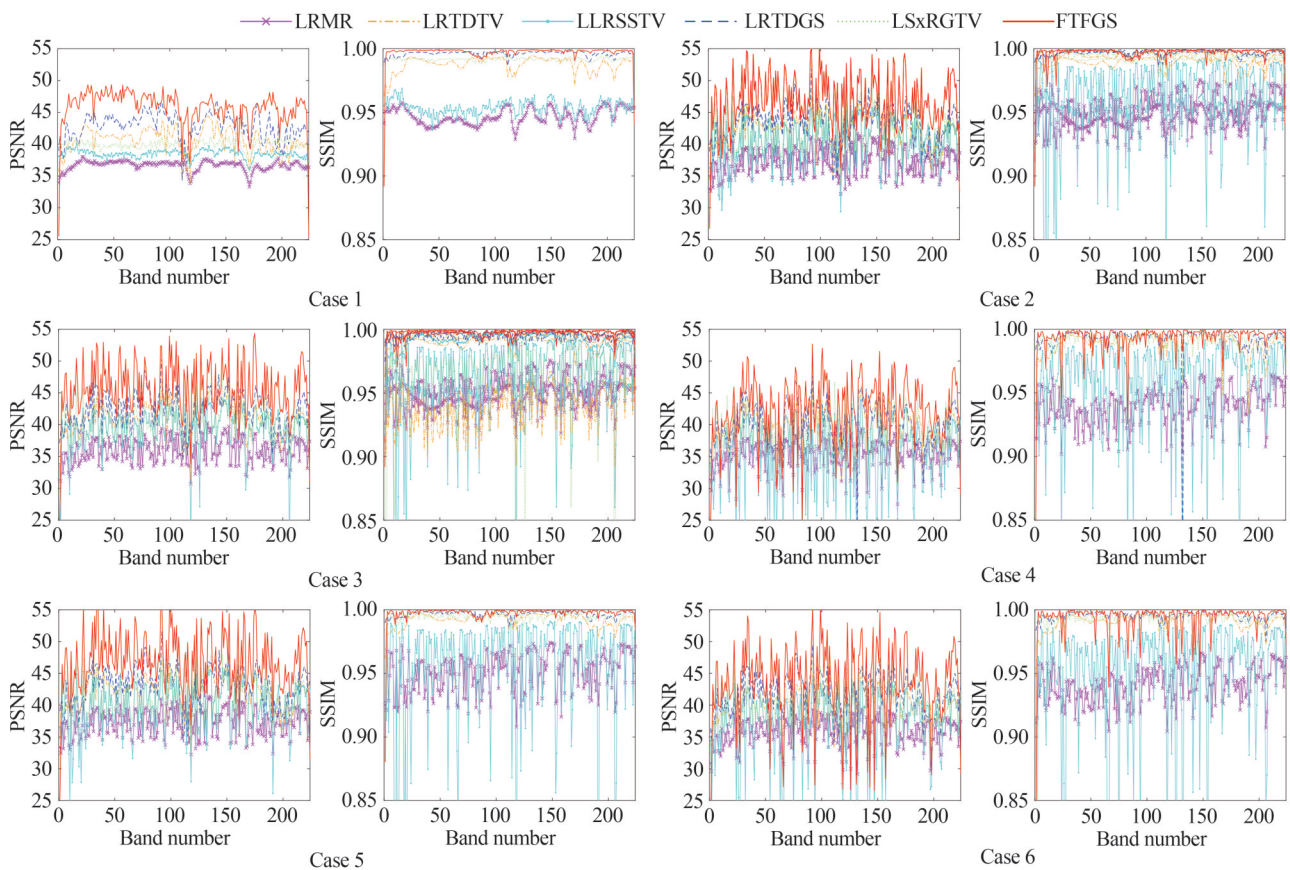 LRMR LRTDTV LLRSSTV LRTDGS LSxRGTV FTFGS
55 50 45 40 35 30 25
PSNR
0 50 100 150 200
Band number
1.00 0.95 0.90 0.85
SSIM
0 50 100 150 200
Band number
Case 1
55 50 45 40 35 30 25
PSNR
0 50 100 150 200
Band number
1.00 0.95 0.90 0.85
SSIM
0 50 100 150 200
Band number
Case 2
55 50 45 40 35 30 25
PSNR
0 50 100 150 200
Band number
1.00 0.95 0.90 0.85
SSIM
0 50 100 150 200
Band number
Case 3
55 50 45 40 35 30 25
PSNR
0 50 100 150 200
Band number
1.00 0.95 0.90 0.85
SSIM
0 50 100 150 200
Band number
Case 4
55 50 45 40 35 30 25
PSNR
0 50 100 150 200
Band number
1.00 0.95 0.90 0.85
SSIM
0 50 100 150 200
Band number
Case 5
55 50 45 40 35 30 25
PSNR
0 50 100 150 200
Band number
1.00 0.95 0.90 0.85
SSIM
0 50 100 150 200
Band number
Case 6